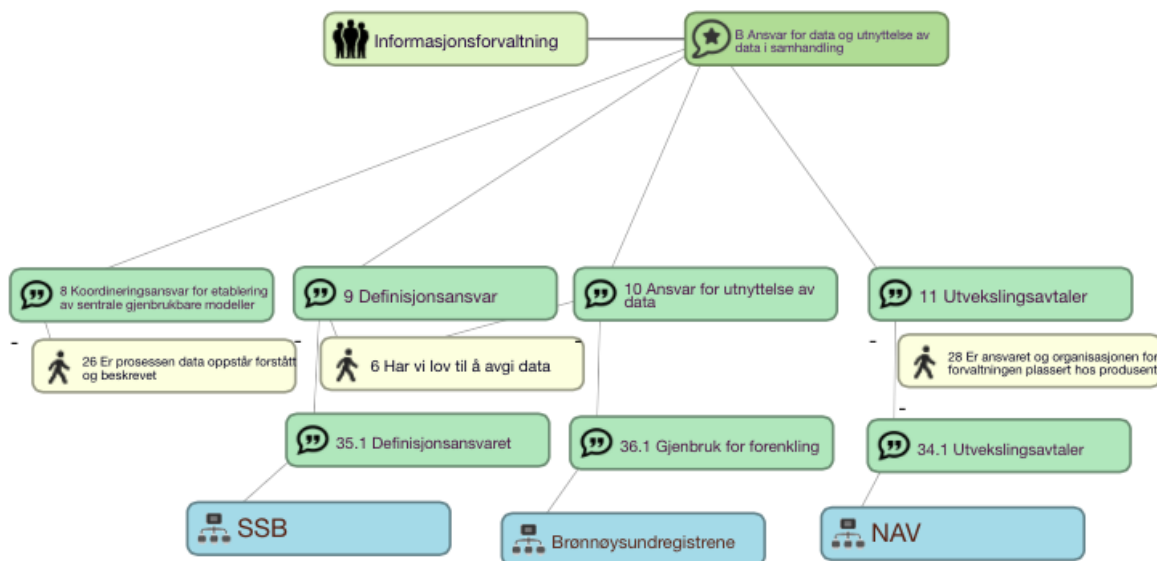 Informasjonsforvaltning
B Ansvar for data og utnyttelse av
data i samhandling
8 Koordineringsansvar for etablering
av sentrale gjenbrukbare modeller
9 Definisjonsansvar
10 Ansvar for utnyttelse av
data
11 Utvekslingsavtaler
26 Er prosessen data oppstår forstått
og beskrevet
6 Har vi lov til å avgi data
28 Er ansvaret og organisasjonen for
forvaltningen plassert hos produsent
35.1 Definisjonsansvaret
36.1 Gjenbruk for forenkling
34.1 Utvekslingsavtaler
SSB
Brønnøysundregistrene
NAV